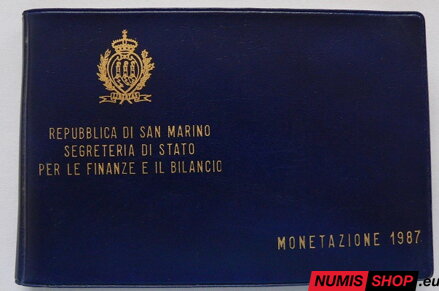 REPUBBLICA DI SAN MARINO
SEGRETERIA DI STATO
PER LE FINANZE E IL BILANCIO
MONETAZIONE 1987
NUMIS SHOP.eu